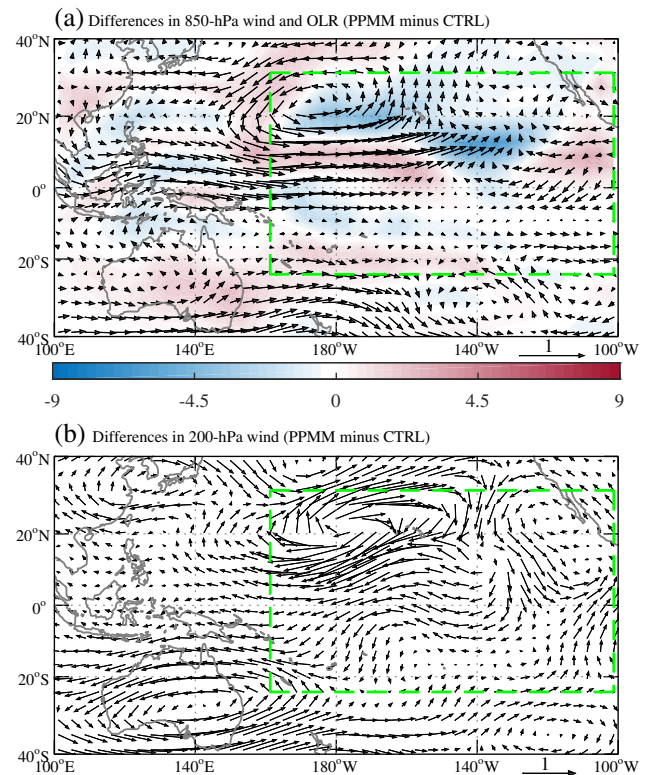 (a) Differences in 850-hPa wind and OLR (PPMM minus CTRL)
40°N
20°N
0°
20°S
40°S
100°E 140°E 180°W 140°W 100°W
1
-9 -4.5 0 4.5 9
(b) Differences in 200-hPa wind (PPMM minus CTRL)
40°N
20°N
0°
20°S
40°S
100°E 140°E 180°W 140°W 100°W
1